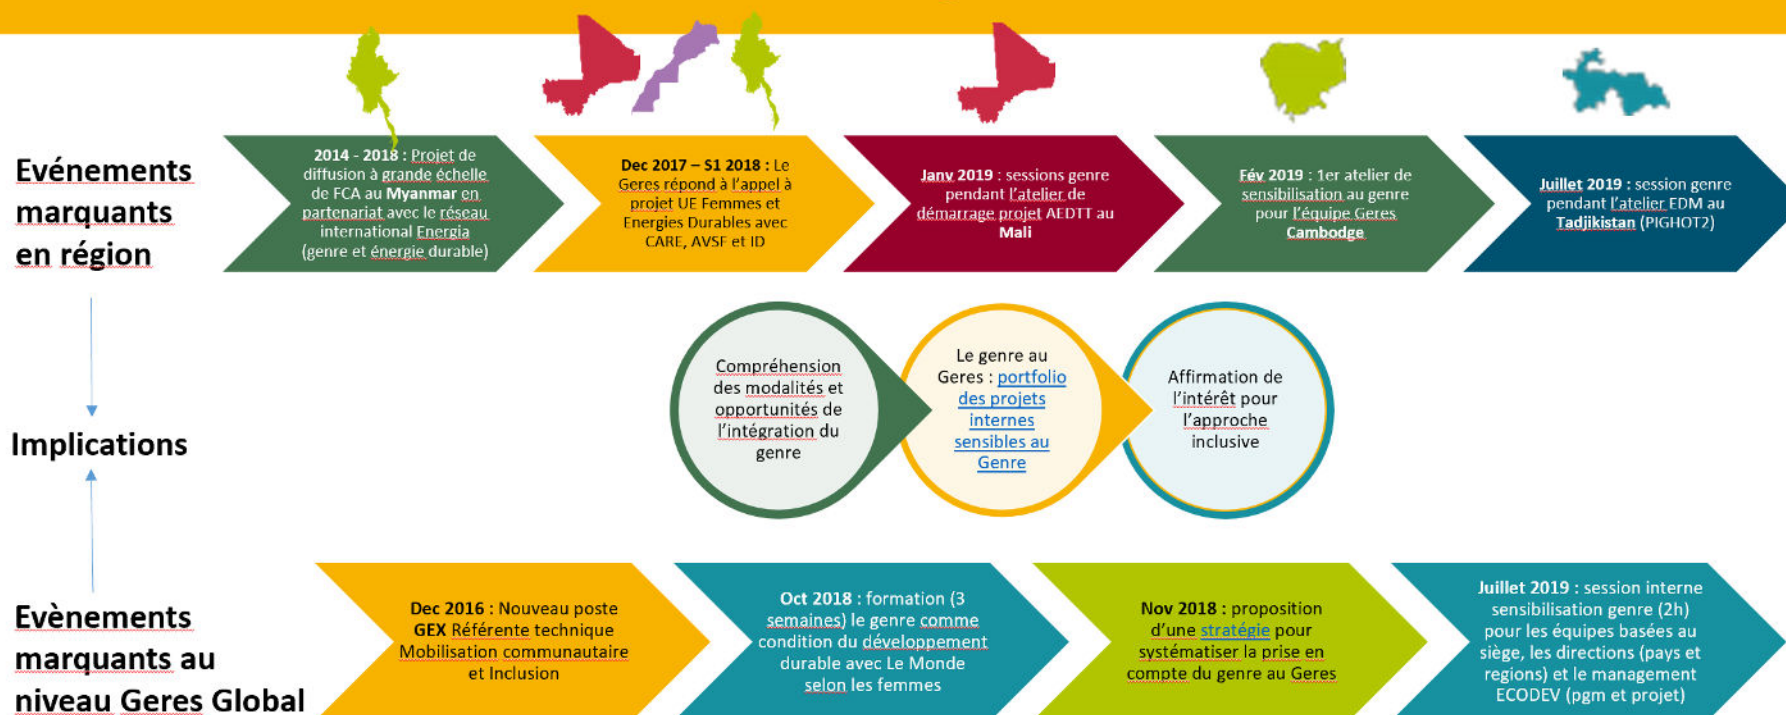 Evénements
marquants
en région
2014 - 2018 : Projet de
diffusion à grande échelle
de FCA au Myanmar en
partenariat avec le réseau
international Energia
(genre et énergie durable)
Dec 2017 – S1 2018 : Le
Geres répond à l'appel à
projet UE Femmes et
Energies Durables avec
CARE, AVSF et ID
Janv 2019 : sessions genre
pendant l'atelier de
démarrage projet AEDTT au
Mali
Fév 2019 : 1er atelier de
sensibilisation au genre
pour l'équipe Geres
Cambodge
Juillet 2019 : session genre
pendant l'atelier EDM au
Tadjikistan (PIGHOT2)
Implications
Compréhension
des modalités et
opportunités de
l'intégration du
genre
Le genre au
Geres : portfolio
des projets
internes
sensibles au
Genre
Affirmation de
l'intérêt pour
l'approche
inclusive
Evènements
marquants au
niveau Geres Global
Dec 2016 : Nouveau poste
GEX Référente technique
Mobilisation communautaire
et Inclusion
Oct 2018 : formation (3
semaines) le genre comme
condition du développement
durable avec Le Monde
selon les femmes
Nov 2018 : proposition
d'une stratégie pour
systématiser la prise en
compte du genre au Geres
Juillet 2019 : session interne
sensibilisation genre (2h)
pour les équipes basées au
siège, les directions (pays et
regions) et le management
ECODEV (pgm et projet)